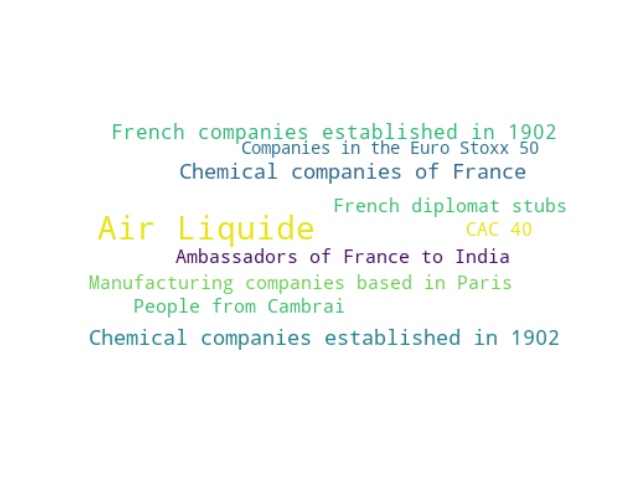 French companies established in 1902
Companies in the Euro Stoxx 50
Chemical companies of France
French diplomat stubs
Air Liquide
CAC 40
Ambassadors of France to India
Manufacturing companies based in Paris
People from Cambrai
Chemical companies established in 1902